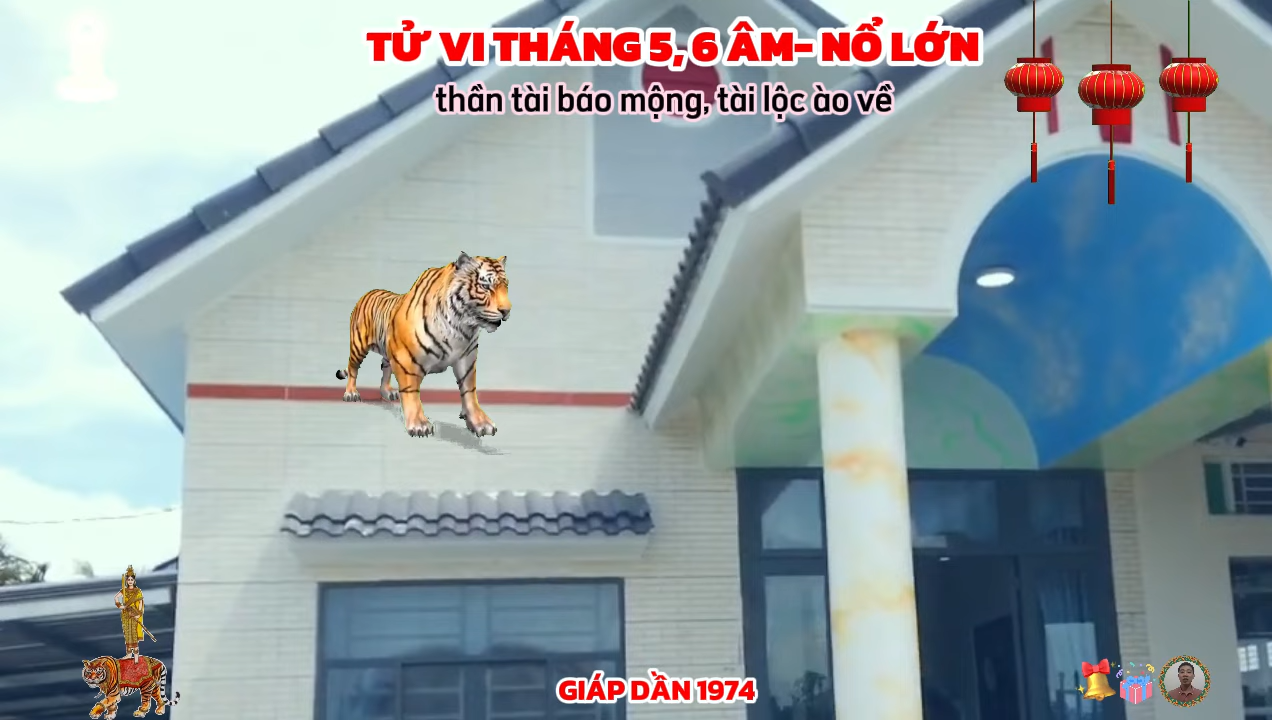 TỬ VI THÁNG 5, 6 ÂM- NỔ LỚN
thần tài báo mộng, tài lộc ào về
GIÁP DẦN 1974